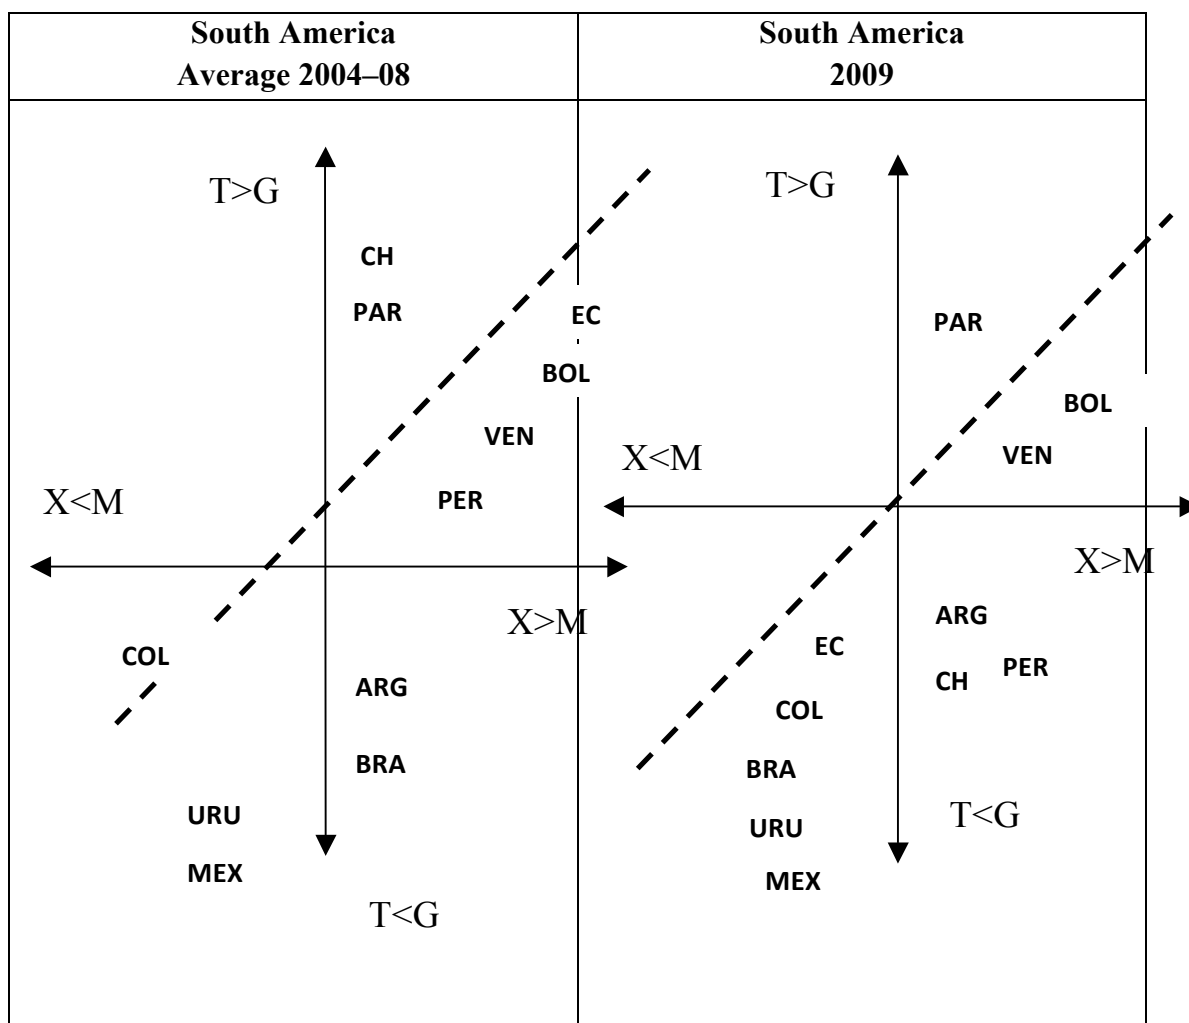 South America
Average 2004–08
South America
2009
T>G
CH
PAR
EC
BOL
VEN
PER
X<M
X>M
COL
ARG
BRA
URU
MEX
T<G
T>G
PAR
BOL
VEN
X<M
X>M
ARG
EC
PER
CH
COL
BRA
T<G
URU
MEX